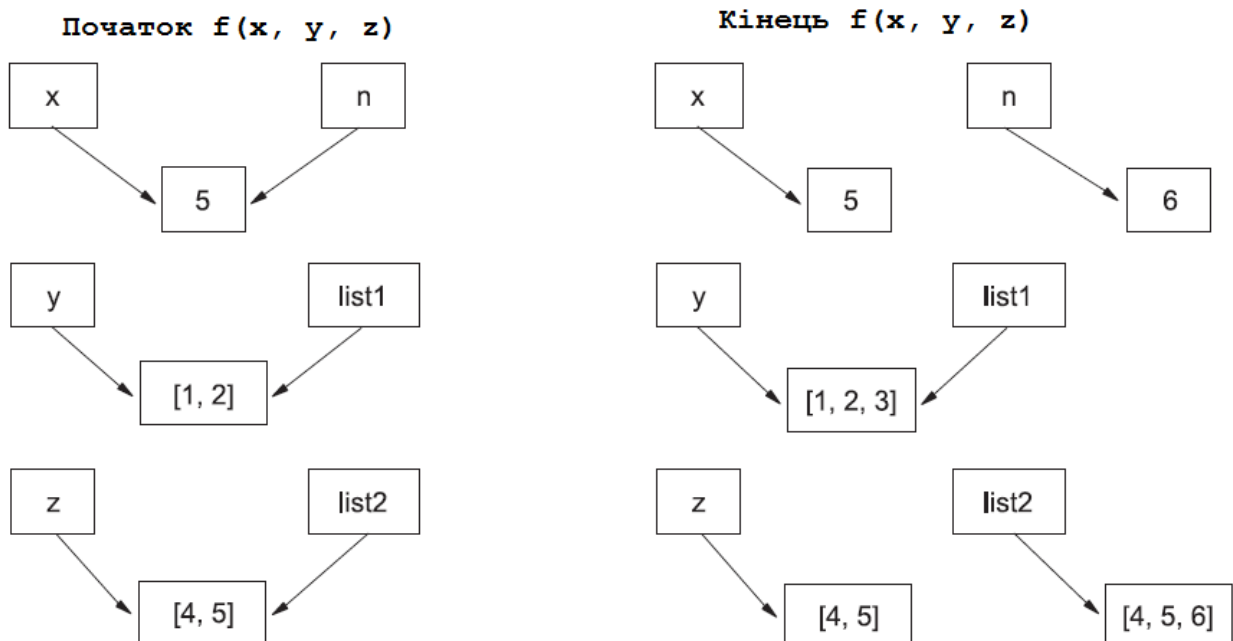 Початок f(x, y, z)
x
n
5
y
list1
[1, 2]
z
list2
[4, 5]
Кінець f(x, y, z)
x
n
5
6
y
list1
[1, 2, 3]
z
list2
[4, 5]
[4, 5, 6]